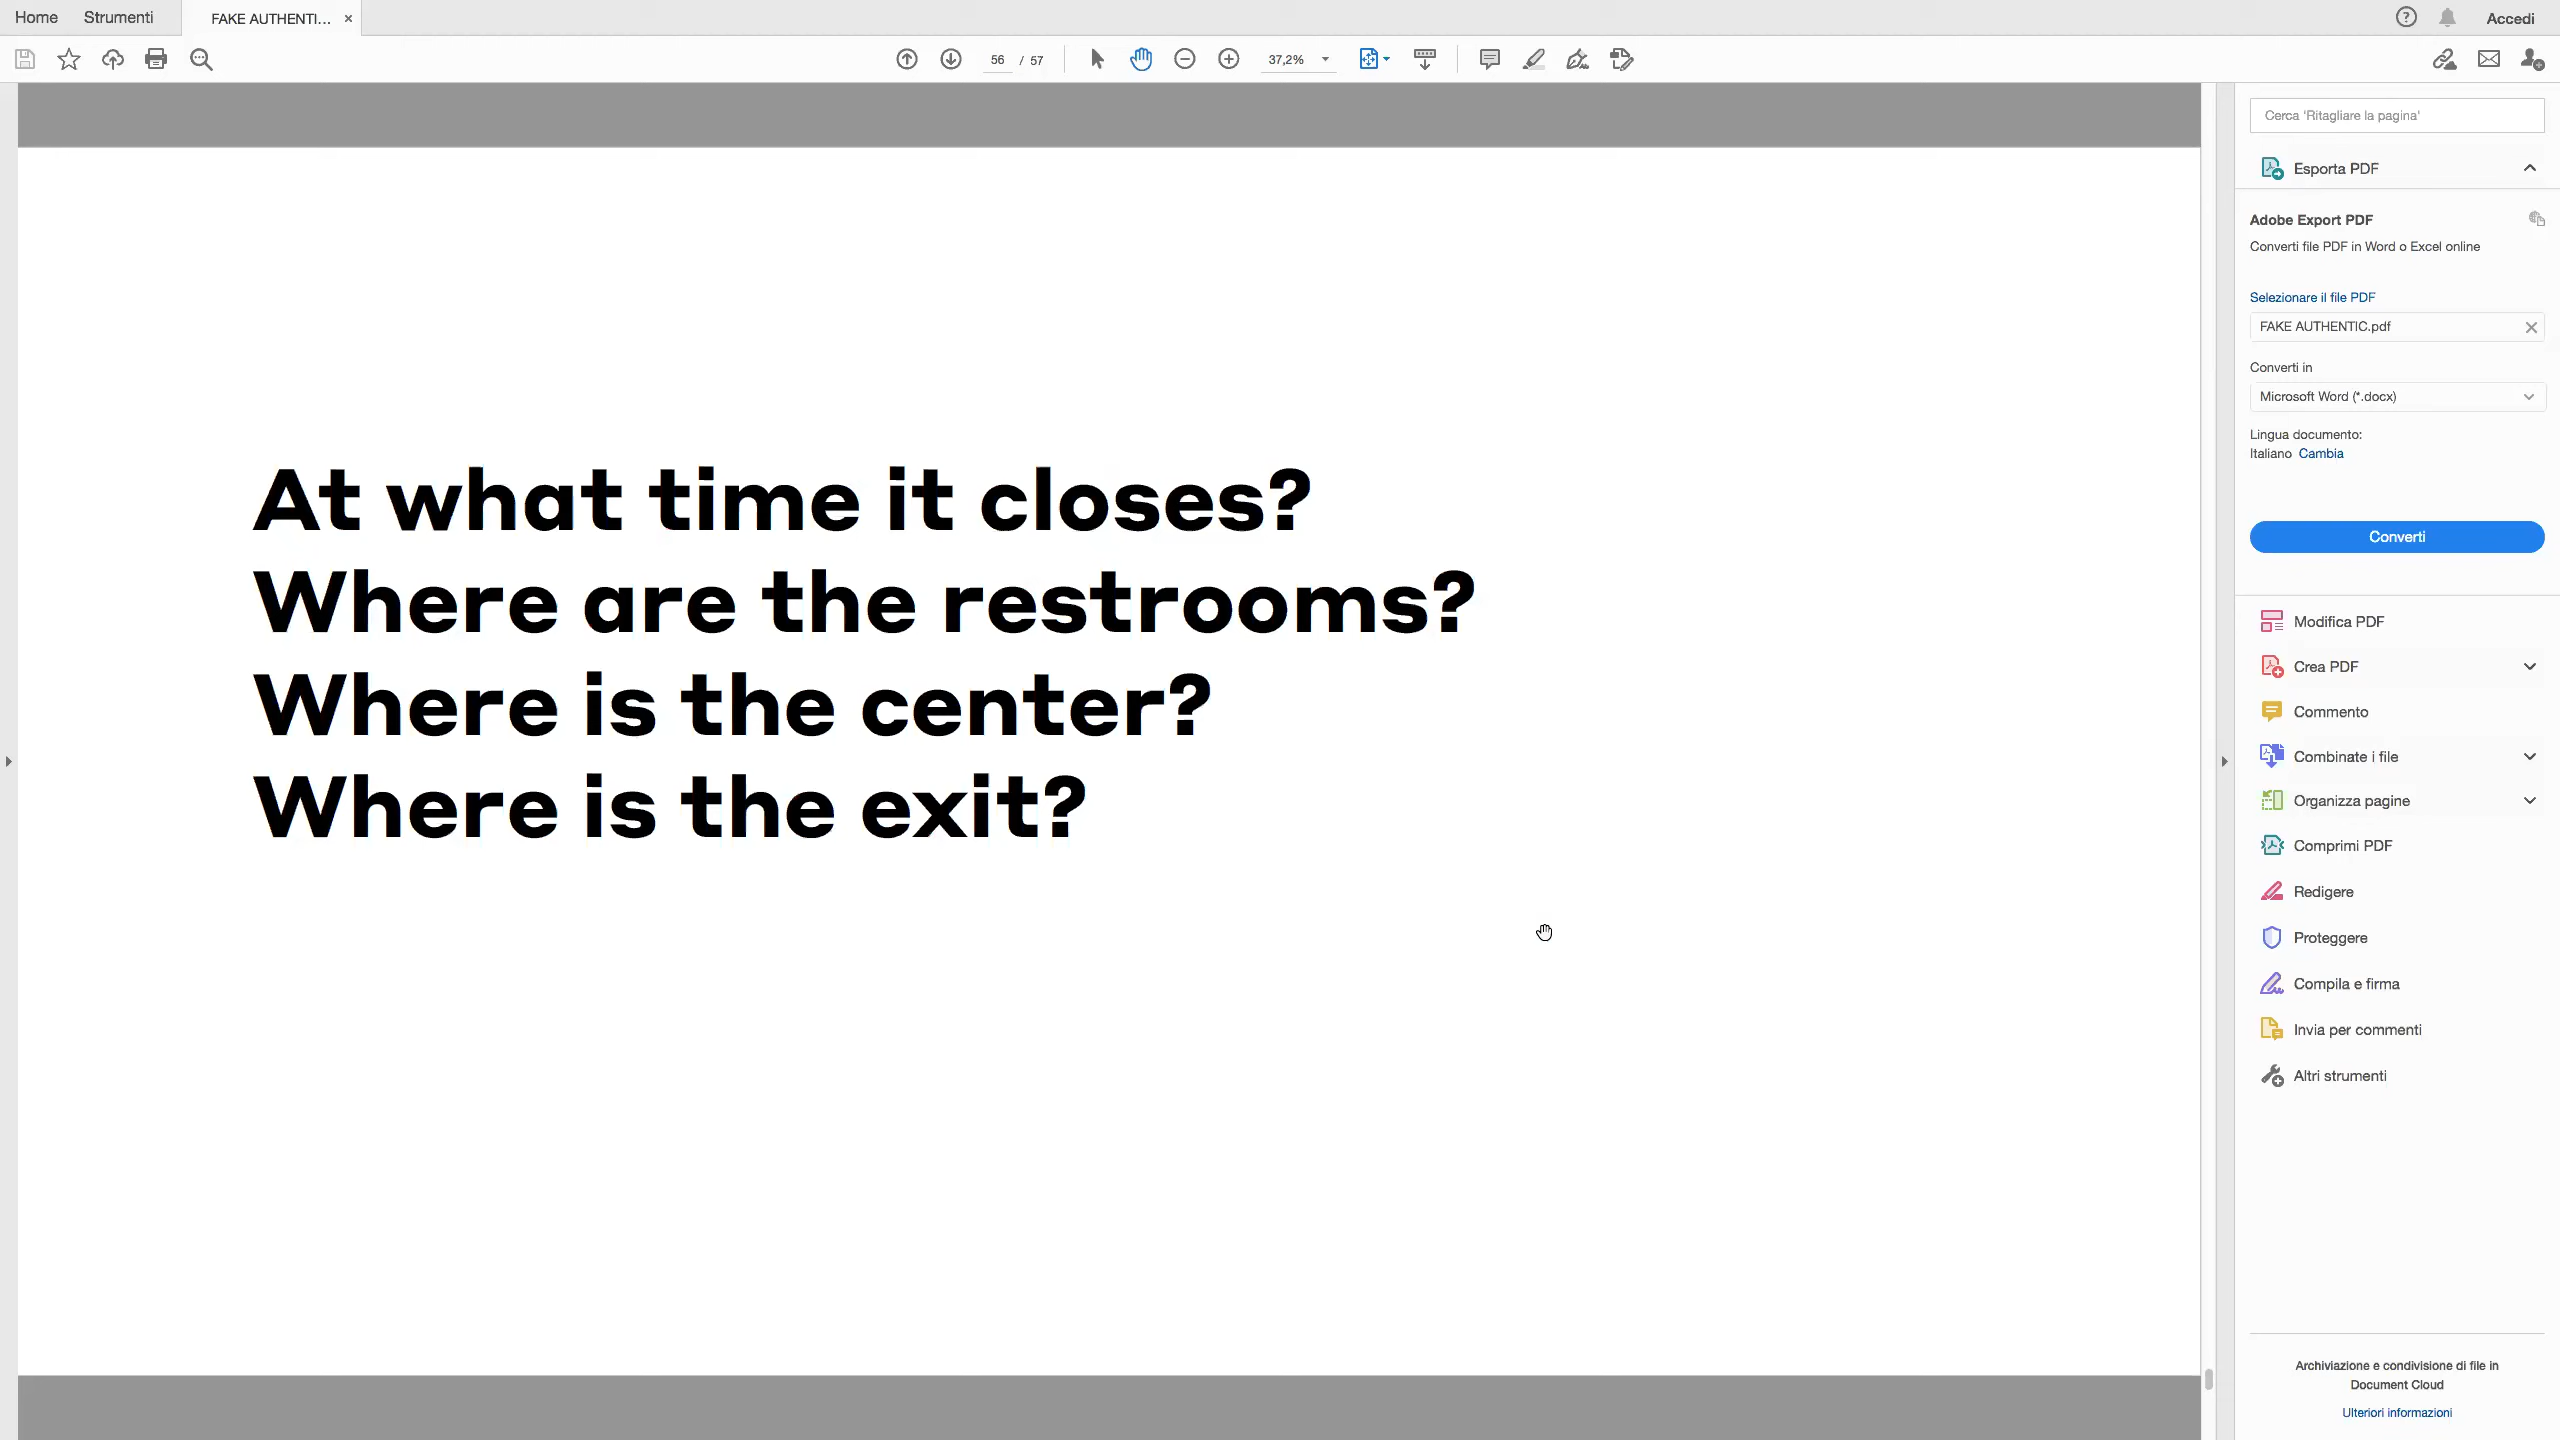 Home Strumenti FAKE AUTHENTI... × Accedi
56 / 57 37,2%
At what time it closes?
Where are the restrooms?
Where is the center?
Where is the exit?
Cerca 'Ritagliare la pagina'
Esporta PDF
Adobe Export PDF
Converti file PDF in Word o Excel online
Selezionare il file PDF
FAKE AUTHENTIC.pdf
Converti in
Microsoft Word (*.docx)
Lingua documento:
Italiano Cambia
Converti
Modifica PDF
Crea PDF
Commento
Combinate i file
Organizza pagine
Comprimi PDF
Redigere
Proteggere
Compila e firma
Invia per commenti
Altri strumenti
Archiviazione e condivisione di file in
Document Cloud
Ulteriori informazioni